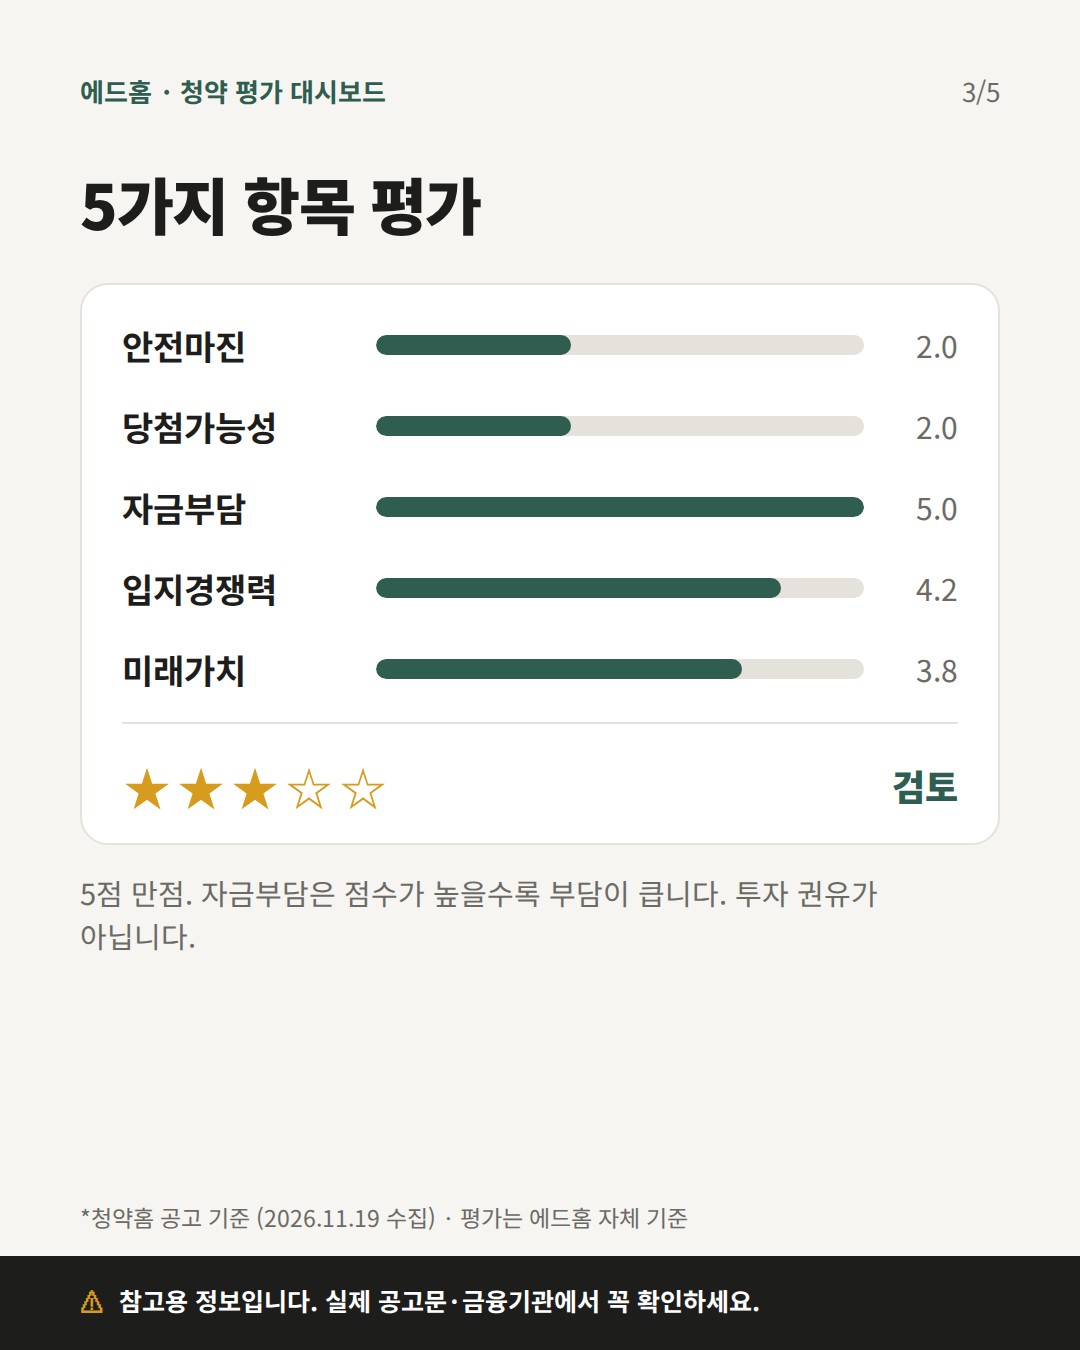 에드홈 · 청약 평가 대시보드
3/5
5가지 항목 평가
안전마진 2.0
당첨가능성 2.0
자금부담 5.0
입지경쟁력 4.2
미래가치 3.8
★★★☆☆ 검토
5점 만점. 자금부담은 점수가 높을수록 부담이 큽니다. 투자 권유가
아닙니다.
*청약홈 공고 기준 (2026.11.19 수집) · 평가는 에드홈 자체 기준
⚠ 참고용 정보입니다. 실제 공고문·금융기관에서 꼭 확인하세요.